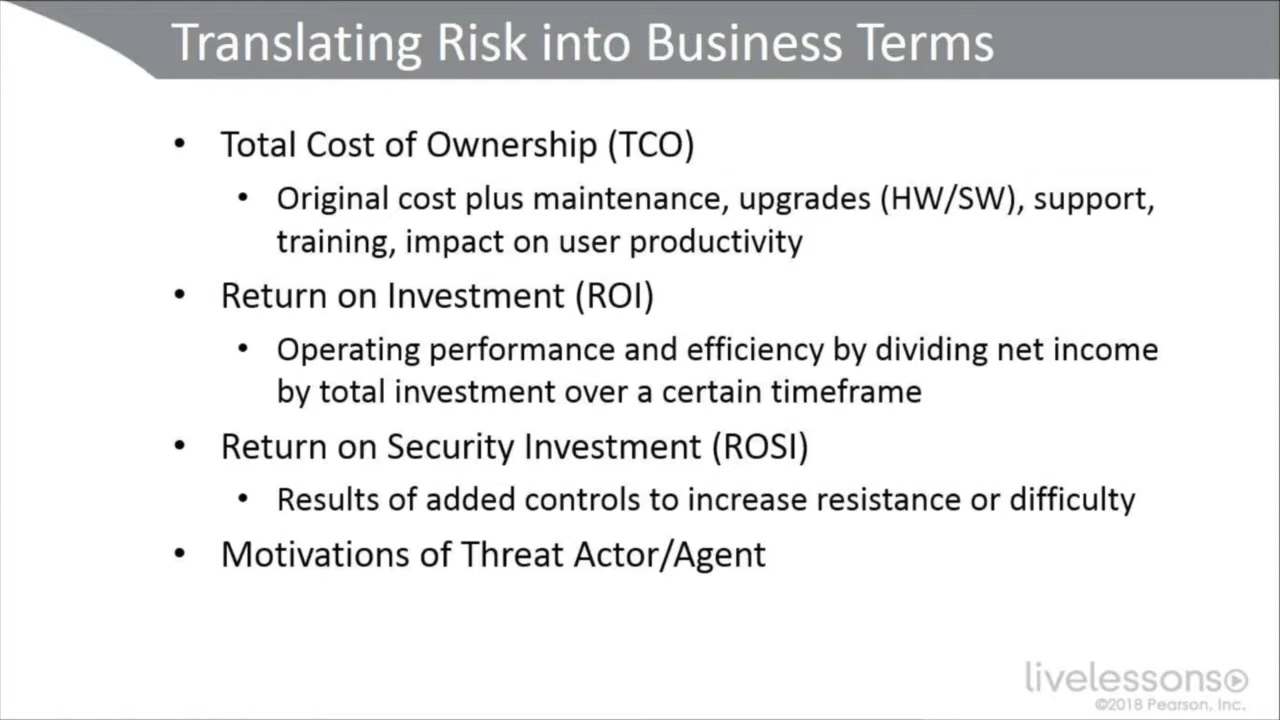 Translating Risk into Business Terms
• Total Cost of Ownership (TCO)
• Original cost plus maintenance, upgrades (HW/SW), support,
training, impact on user productivity
• Return on Investment (ROI)
• Operating performance and efficiency by dividing net income
by total investment over a certain timeframe
• Return on Security Investment (ROSI)
• Results of added controls to increase resistance or difficulty
• Motivations of Threat Actor/Agent
livelessons
©2018 Pearson, Inc.